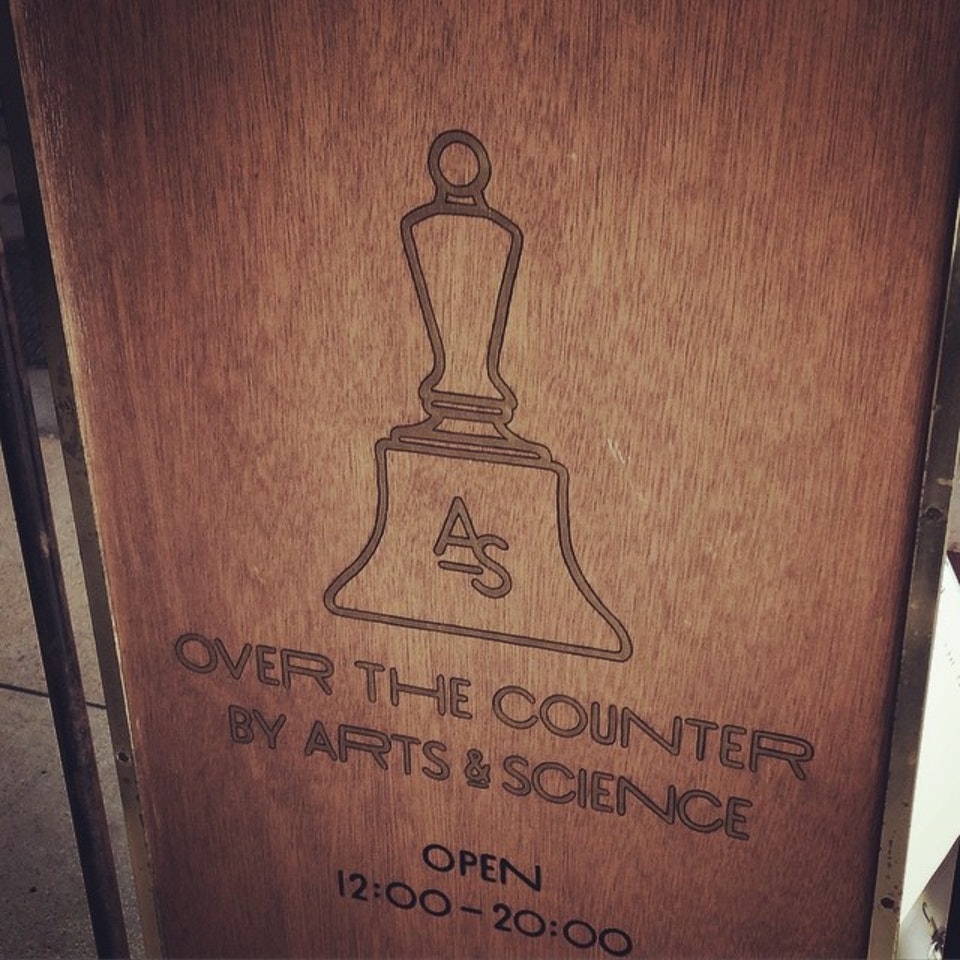 AS
OVER THE COUNTER
BY ARTS & SCIENCE
OPEN
12:00-20:00